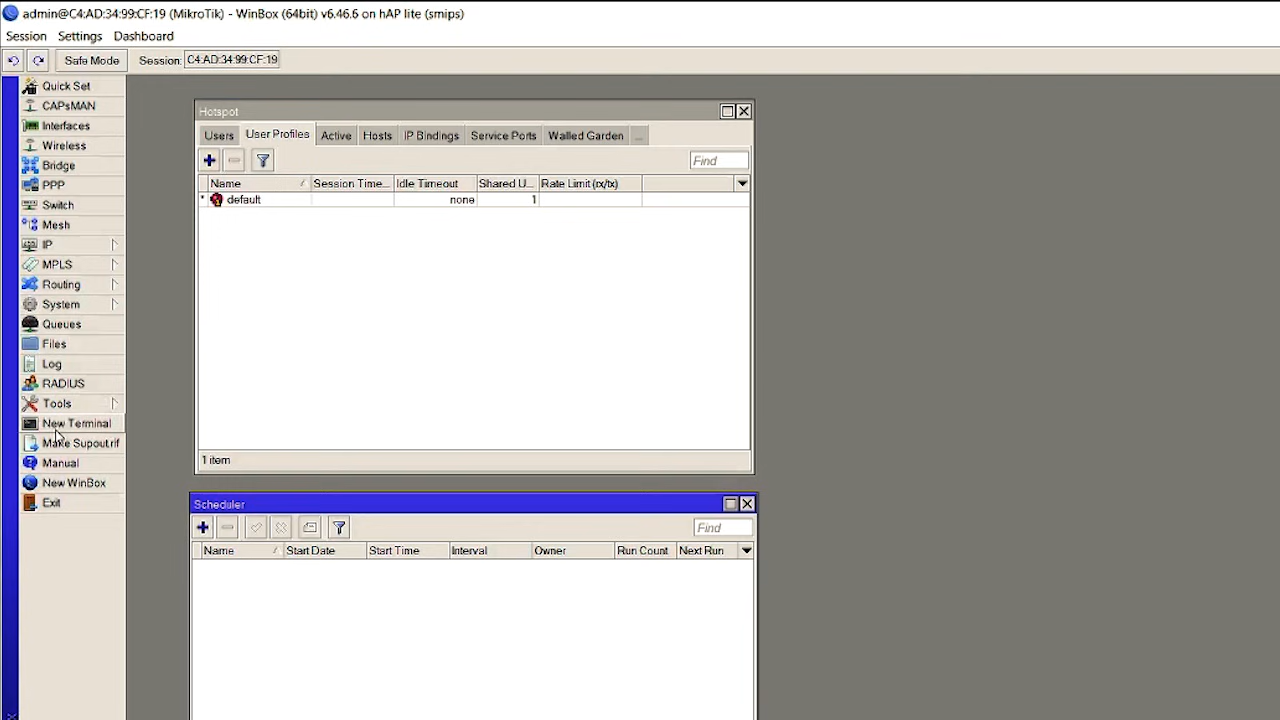 admin@C4:AD:34:99:CF:19 (MikroTik) - WinBox (64bit) v6.46.6 on hAP lite (smips)
Session Settings Dashboard
Safe Mode Session: C4:AD:34:99:CF:19
Quick Set
CAPsMAN
Interfaces
Wireless
Bridge
PPP
Switch
Mesh
IP
MPLS
Routing
System
Queues
Files
Log
RADIUS
Tools
New Terminal
Make Supout.rif
Manual
New WinBox
Exit
Hotspot
Users User Profiles Active Hosts IP Bindings Service Ports Walled Garden ...
Find
Name Session Time... Idle Timeout Shared U... Rate Limit (rx/tx)
* default none 1
1 item
Scheduler
Find
Name Start Date Start Time Interval Owner Run Count Next Run